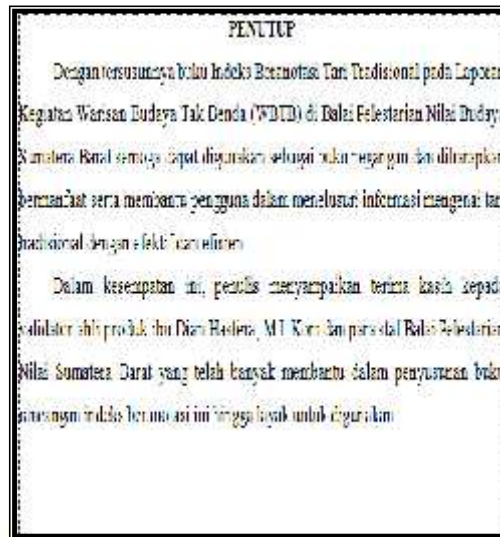 PENUTUP
Dengan tersusunnya buku Indeks Beranotasi Tari Tradisional pada Laporan
Kegiatan Warisan Budaya Tak Benda (WBTB) di Balai Pelestarian Nilai Budaya
Sumatera Barat semoga dapat digunakan sebagai buku pegangan dan diharapkan
bermanfaat serta membantu pengguna dalam menelusuri informasi mengenai tari
tradisional dengan efektif dan efisien
Dalam kesempatan ini, penulis menyampaikan terima kasih kepada
validator ahli produk ibu Dian Hastera, M.I. Kom dan para staf Balai Pelestarian
Nilai Sumatera Barat yang telah banyak membantu dalam penyusunan buku
indeks beranotasi ini hingga layak untuk digunakan